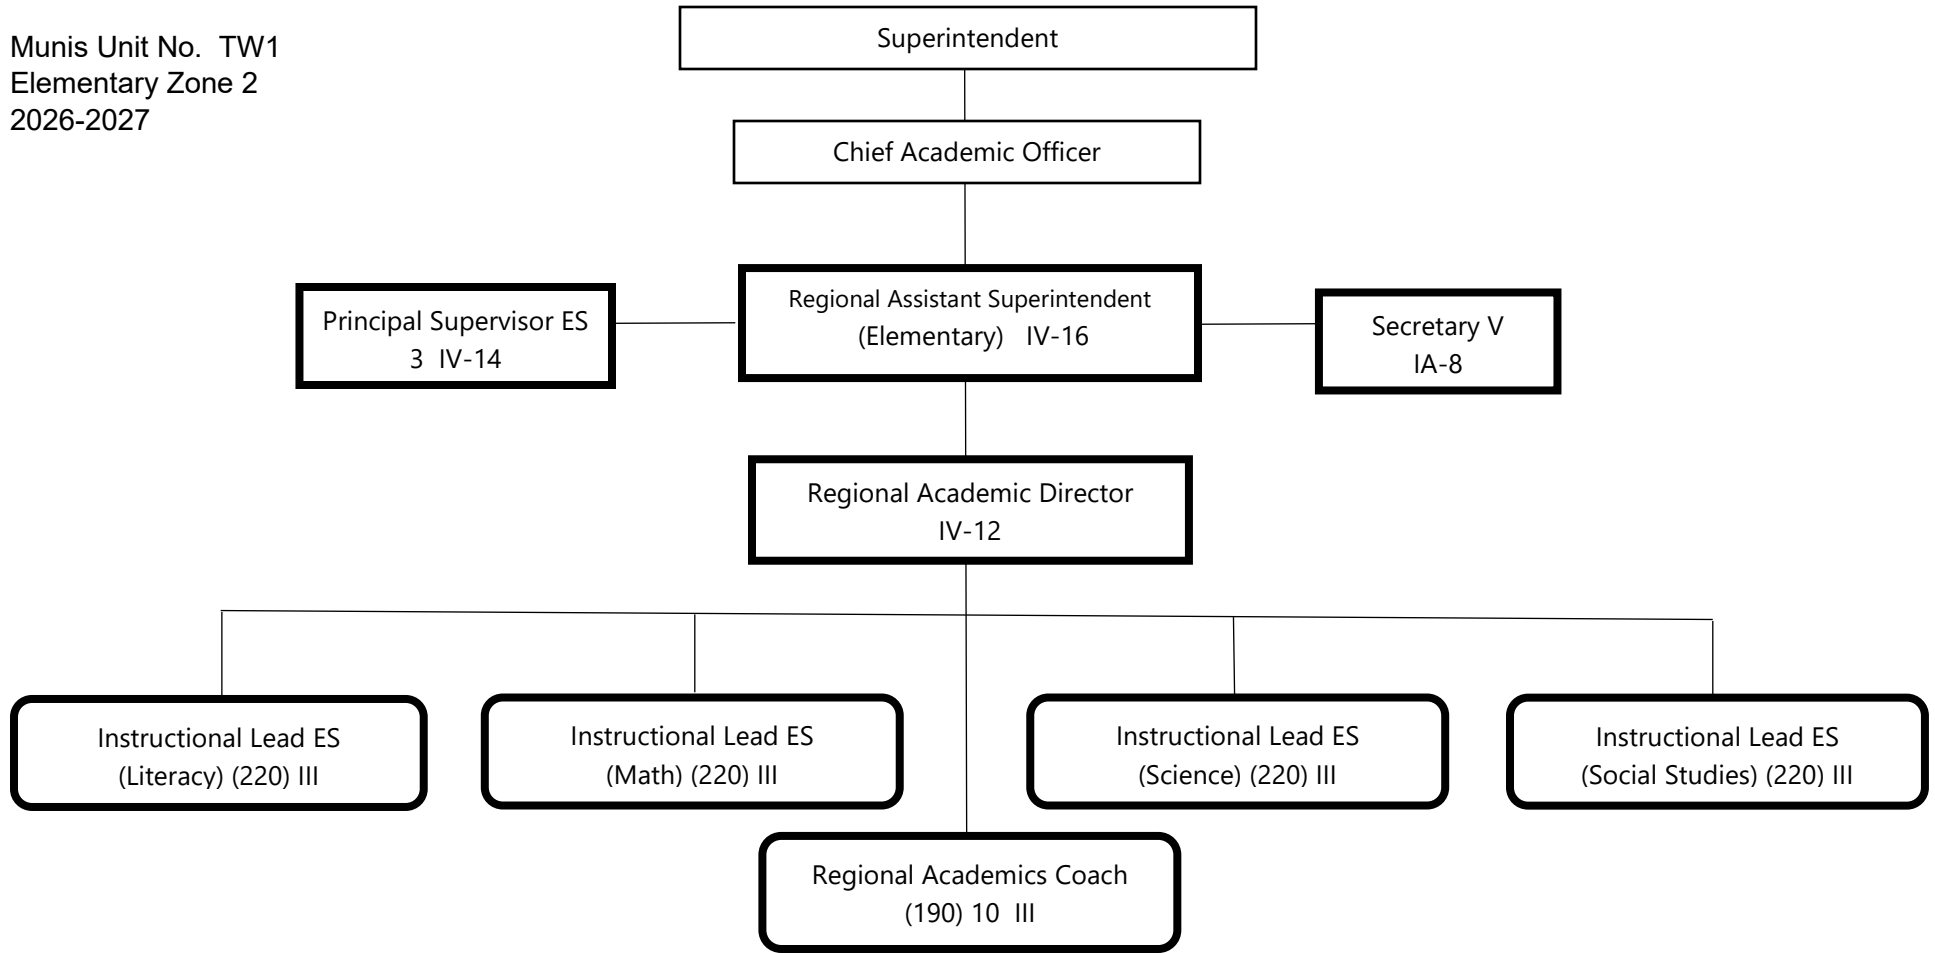 Munis Unit No.  TW1
Elementary Zone 2
2026-2027
Superintendent
Chief Academic Officer
Principal Supervisor ES
3  IV-14
Regional Assistant Superintendent
(Elementary)   IV-16
Secretary V
IA-8
Regional Academic Director
IV-12
Instructional Lead ES
(Literacy) (220) III
Instructional Lead ES
(Math) (220) III
Instructional Lead ES
(Science) (220) III
Instructional Lead ES
(Social Studies) (220) III
Regional Academics Coach
(190) 10  III